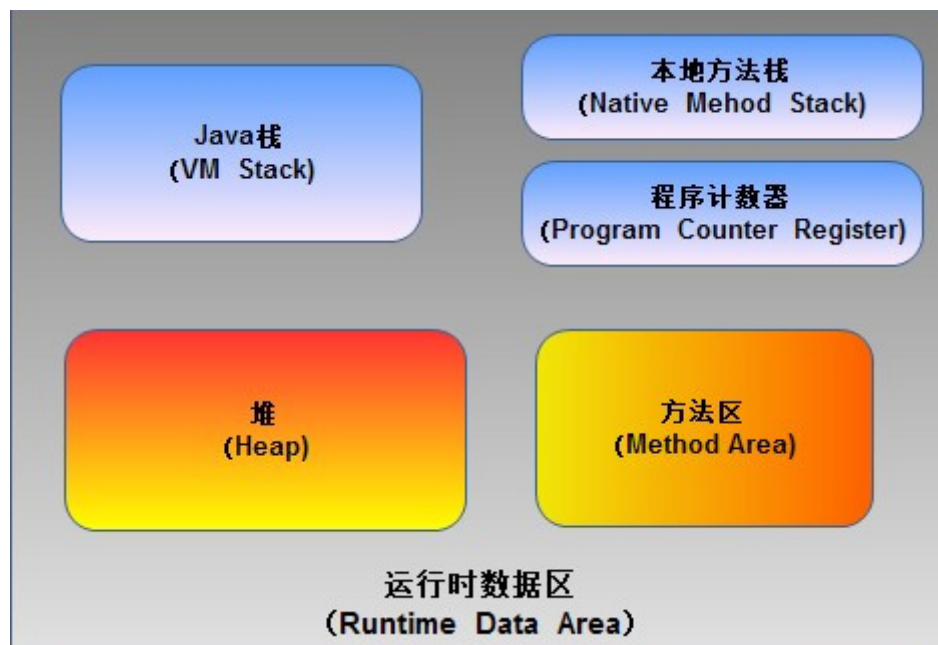 Java栈
(VM Stack)
本地方法栈
(Native Mehod Stack)
程序计数器
(Program Counter Register)
堆
(Heap)
方法区
(Method Area)
运行时数据区
(Runtime Data Area)